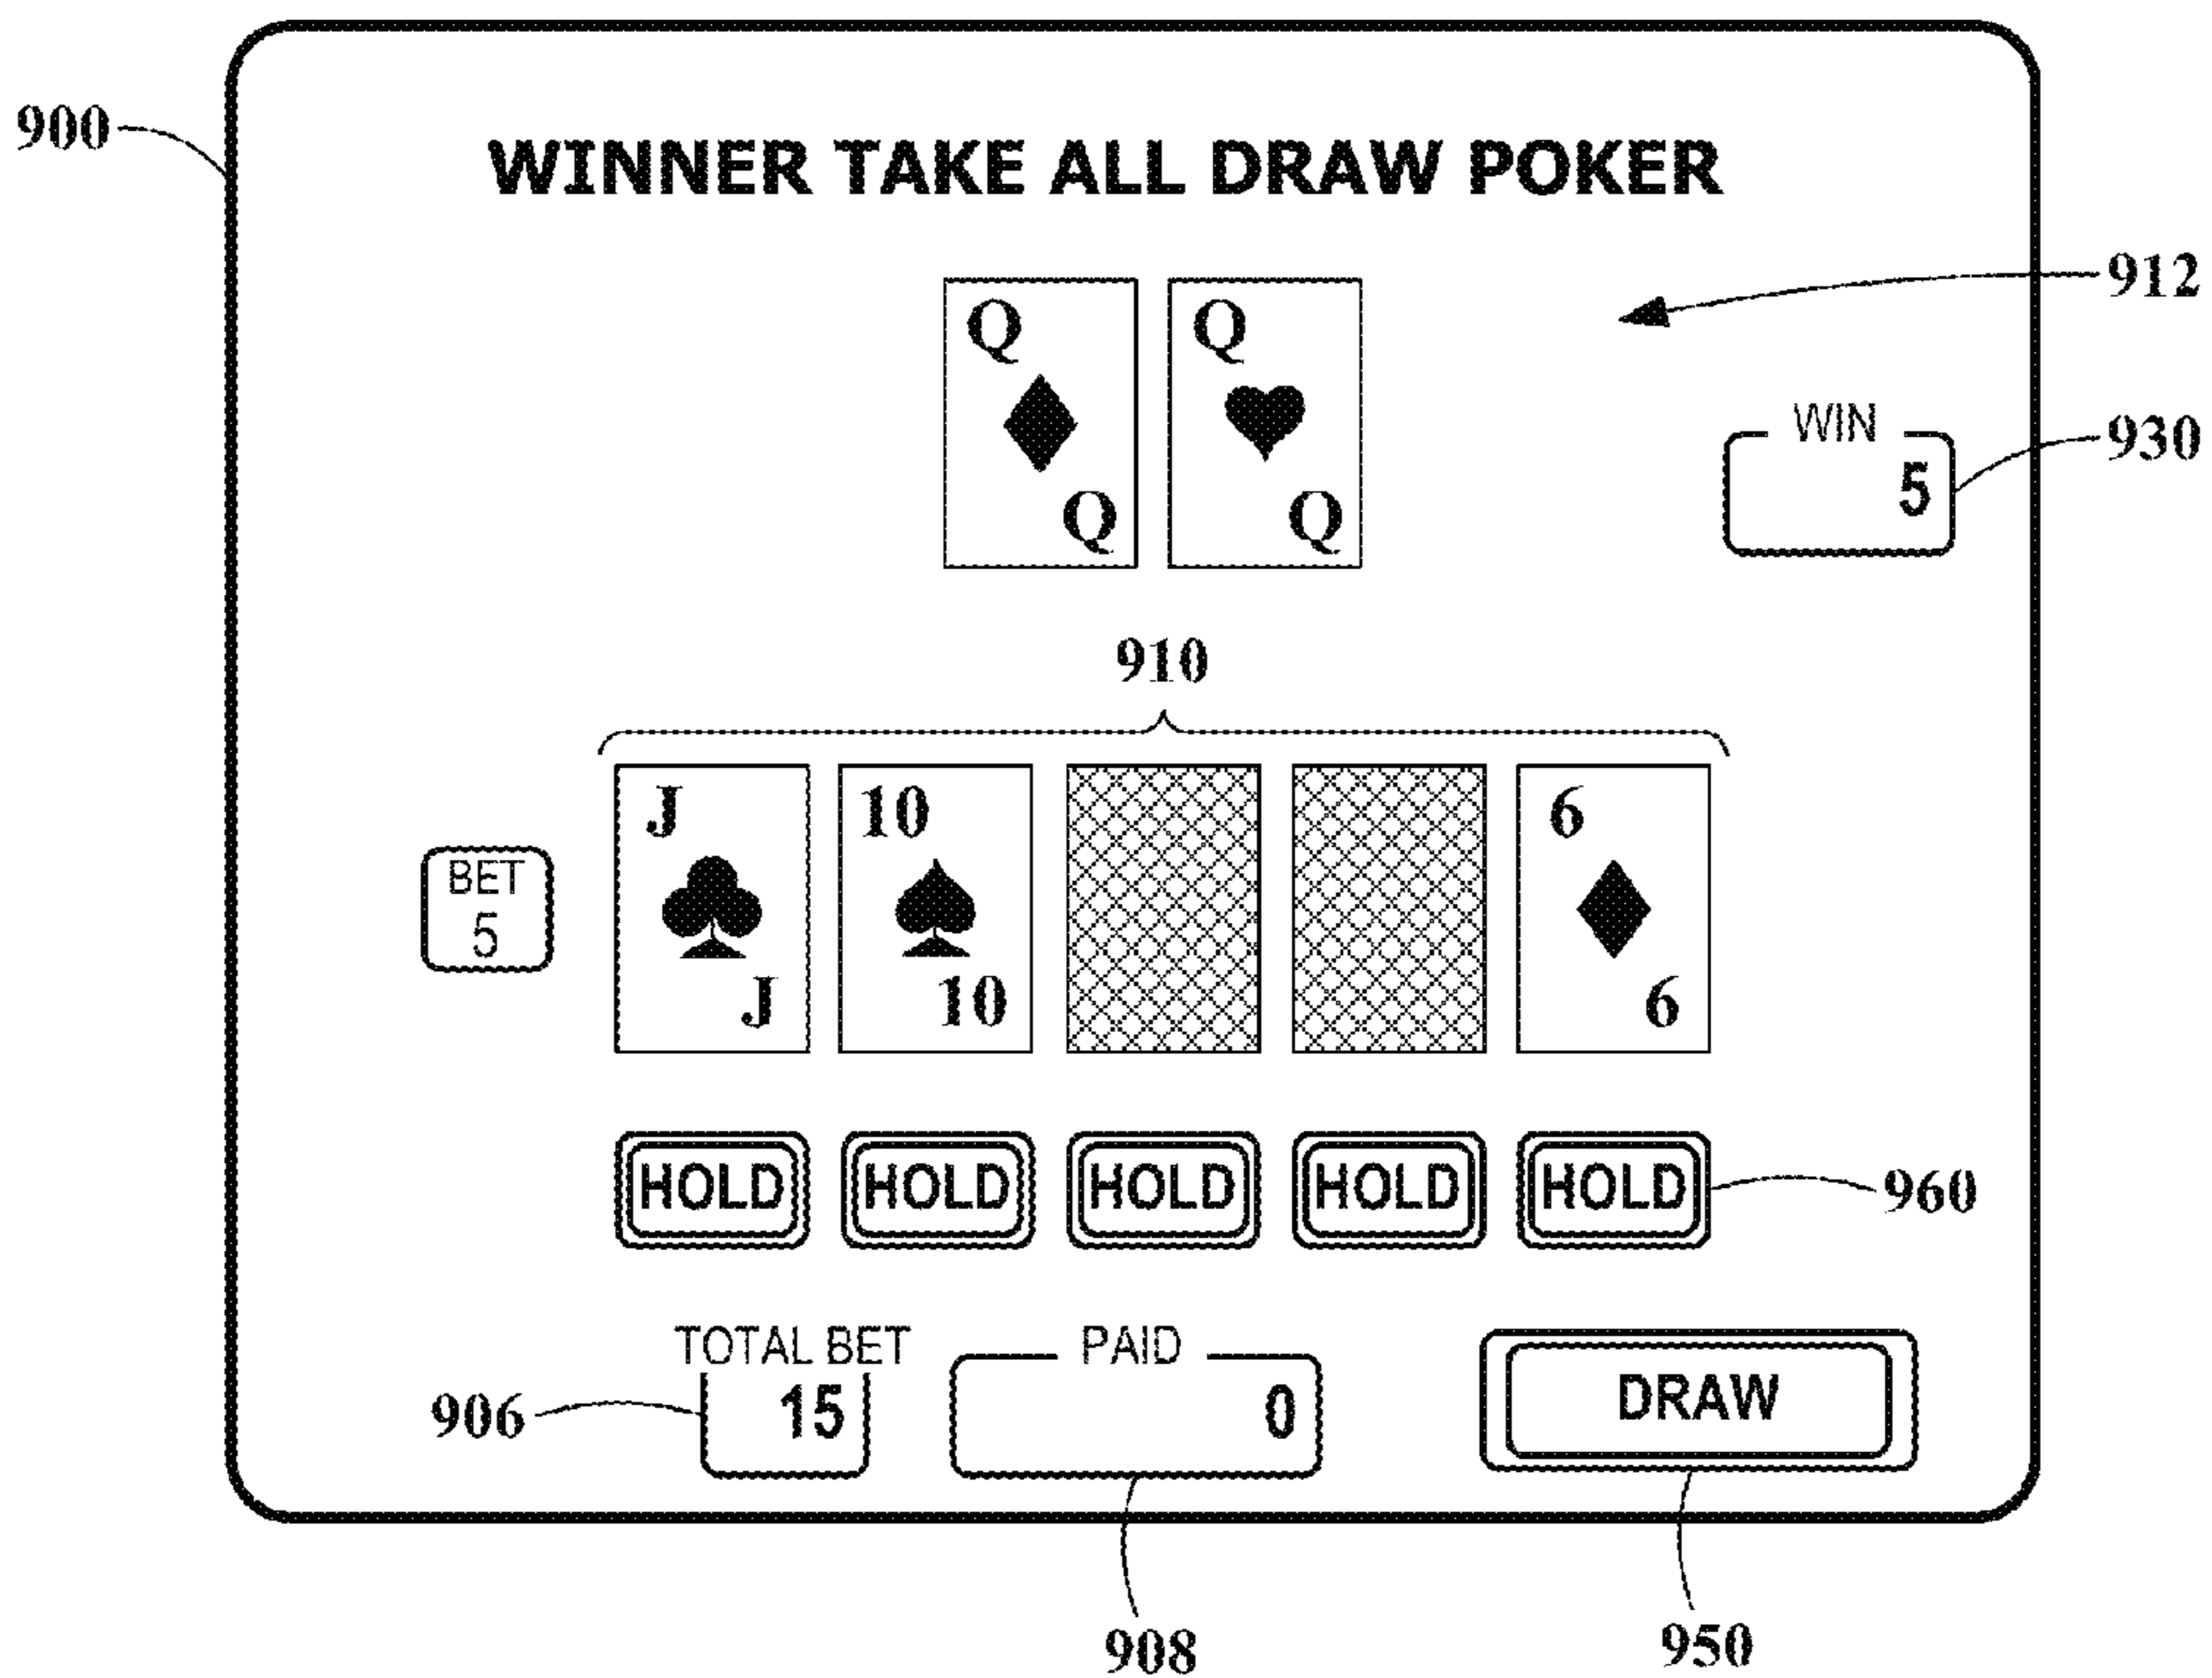 900
WINNER TAKE ALL DRAW POKER
Q Q
912
Q Q
WIN
5
930
910
J 10 6
BET
5
J 10 6
HOLD HOLD HOLD HOLD HOLD
960
TOTAL BET PAID
906 15 0 DRAW
908 950